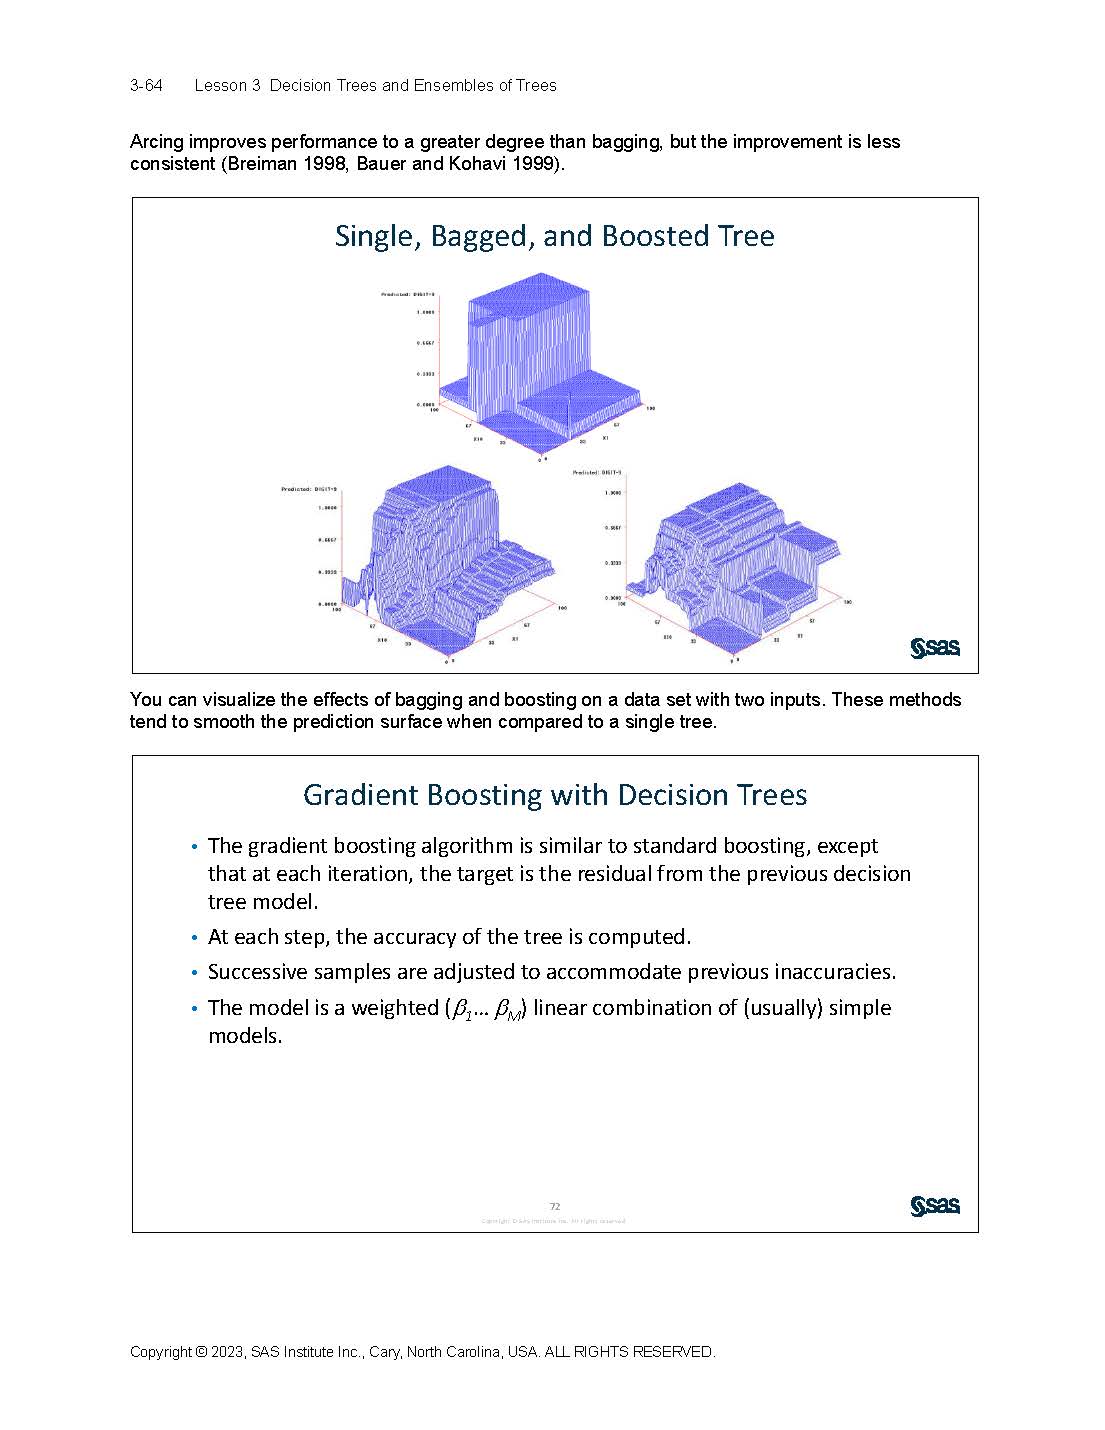 3-64 Lesson 3 Decision Trees and Ensembles of Trees
Arcing improves performance to a greater degree than bagging, but the improvement is less
consistent (Breiman 1998, Bauer and Kohavi 1999).
Single, Bagged, and Boosted Tree
Predicted: DIGIT-9
1.0000
0.6667
0.3333
0.0000
100
67
X10
33
0
0
33
X1
67
100
Predicted: DIGIT-9
1.0000
0.6667
0.3333
0.0000
100
67
X10
33
0
0
33
X1
67
100
Predicted: DIGIT-9
1.0000
0.6667
0.3333
0.0000
100
67
X10
33
0
0
33
X1
67
100
sas
You can visualize the effects of bagging and boosting on a data set with two inputs. These methods
tend to smooth the prediction surface when compared to a single tree.
Gradient Boosting with Decision Trees
• The gradient boosting algorithm is similar to standard boosting, except
that at each iteration, the target is the residual from the previous decision
tree model.
• At each step, the accuracy of the tree is computed.
• Successive samples are adjusted to accommodate previous inaccuracies.
• The model is a weighted (β1... βM) linear combination of (usually) simple
models.
72
Copyright © SAS Institute Inc. All rights reserved.
sas
Copyright © 2023, SAS Institute Inc., Cary, North Carolina, USA. ALL RIGHTS RESERVED.